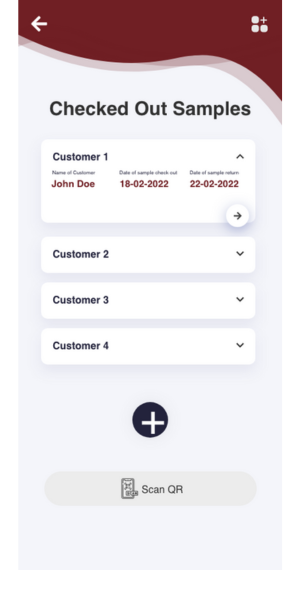 Checked Out Samples
Customer 1
Name of Customer Date of sample check out Date of sample return
John Doe 18-02-2022 22-02-2022
Customer 2
Customer 3
Customer 4
Scan QR